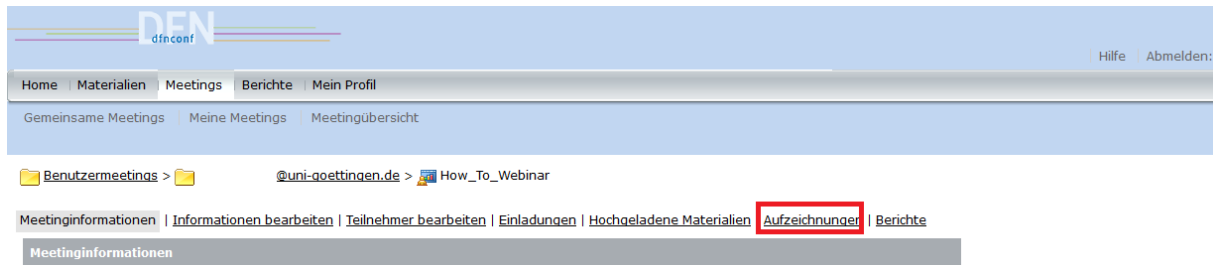 DFN
dfnconf
Hilfe Abmelden:
Home Materialien Meetings Berichte Mein Profil
Gemeinsame Meetings Meine Meetings Meetingübersicht
Benutzermeetings > @uni-goettingen.de > How_To_Webinar
Meetinginformationen | Informationen bearbeiten | Teilnehmer bearbeiten | Einladungen | Hochgeladene Materialien Aufzeichnungen | Berichte
Meetinginformationen